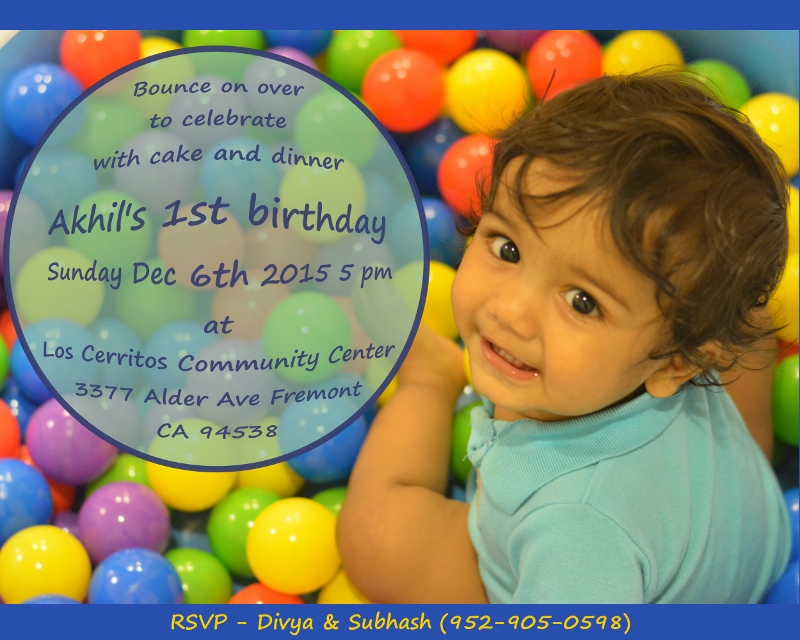 Bounce on over
to celebrate
with cake and dinner
Akhil's 1st birthday
Sunday Dec 6th 2015 5 pm
at
Los Cerritos Community Center
3377 Alder Ave Fremont
CA 94538
RSVP - Divya & Subhash (952-905-0598)